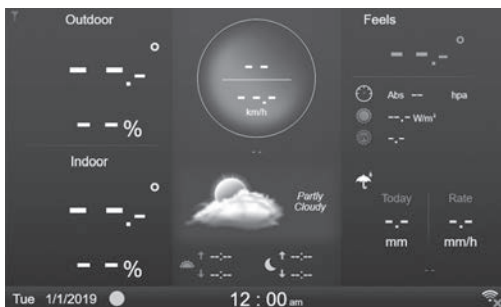 Outdoor
-- -.-°
-- --%
Indoor
-- -.-°
-- --%
-- --
-- --.-
km/h
- -
Partly
Cloudy
↑ --:-- ↑ --:--
↓ --:-- ↓ --:--
Feels
-- --.-°
Abs -- hpa
--.- W/m²
-.-
Today Rate
-.- -.-
mm mm/h
- -
Tue 1/1/2019 12 : 00 am